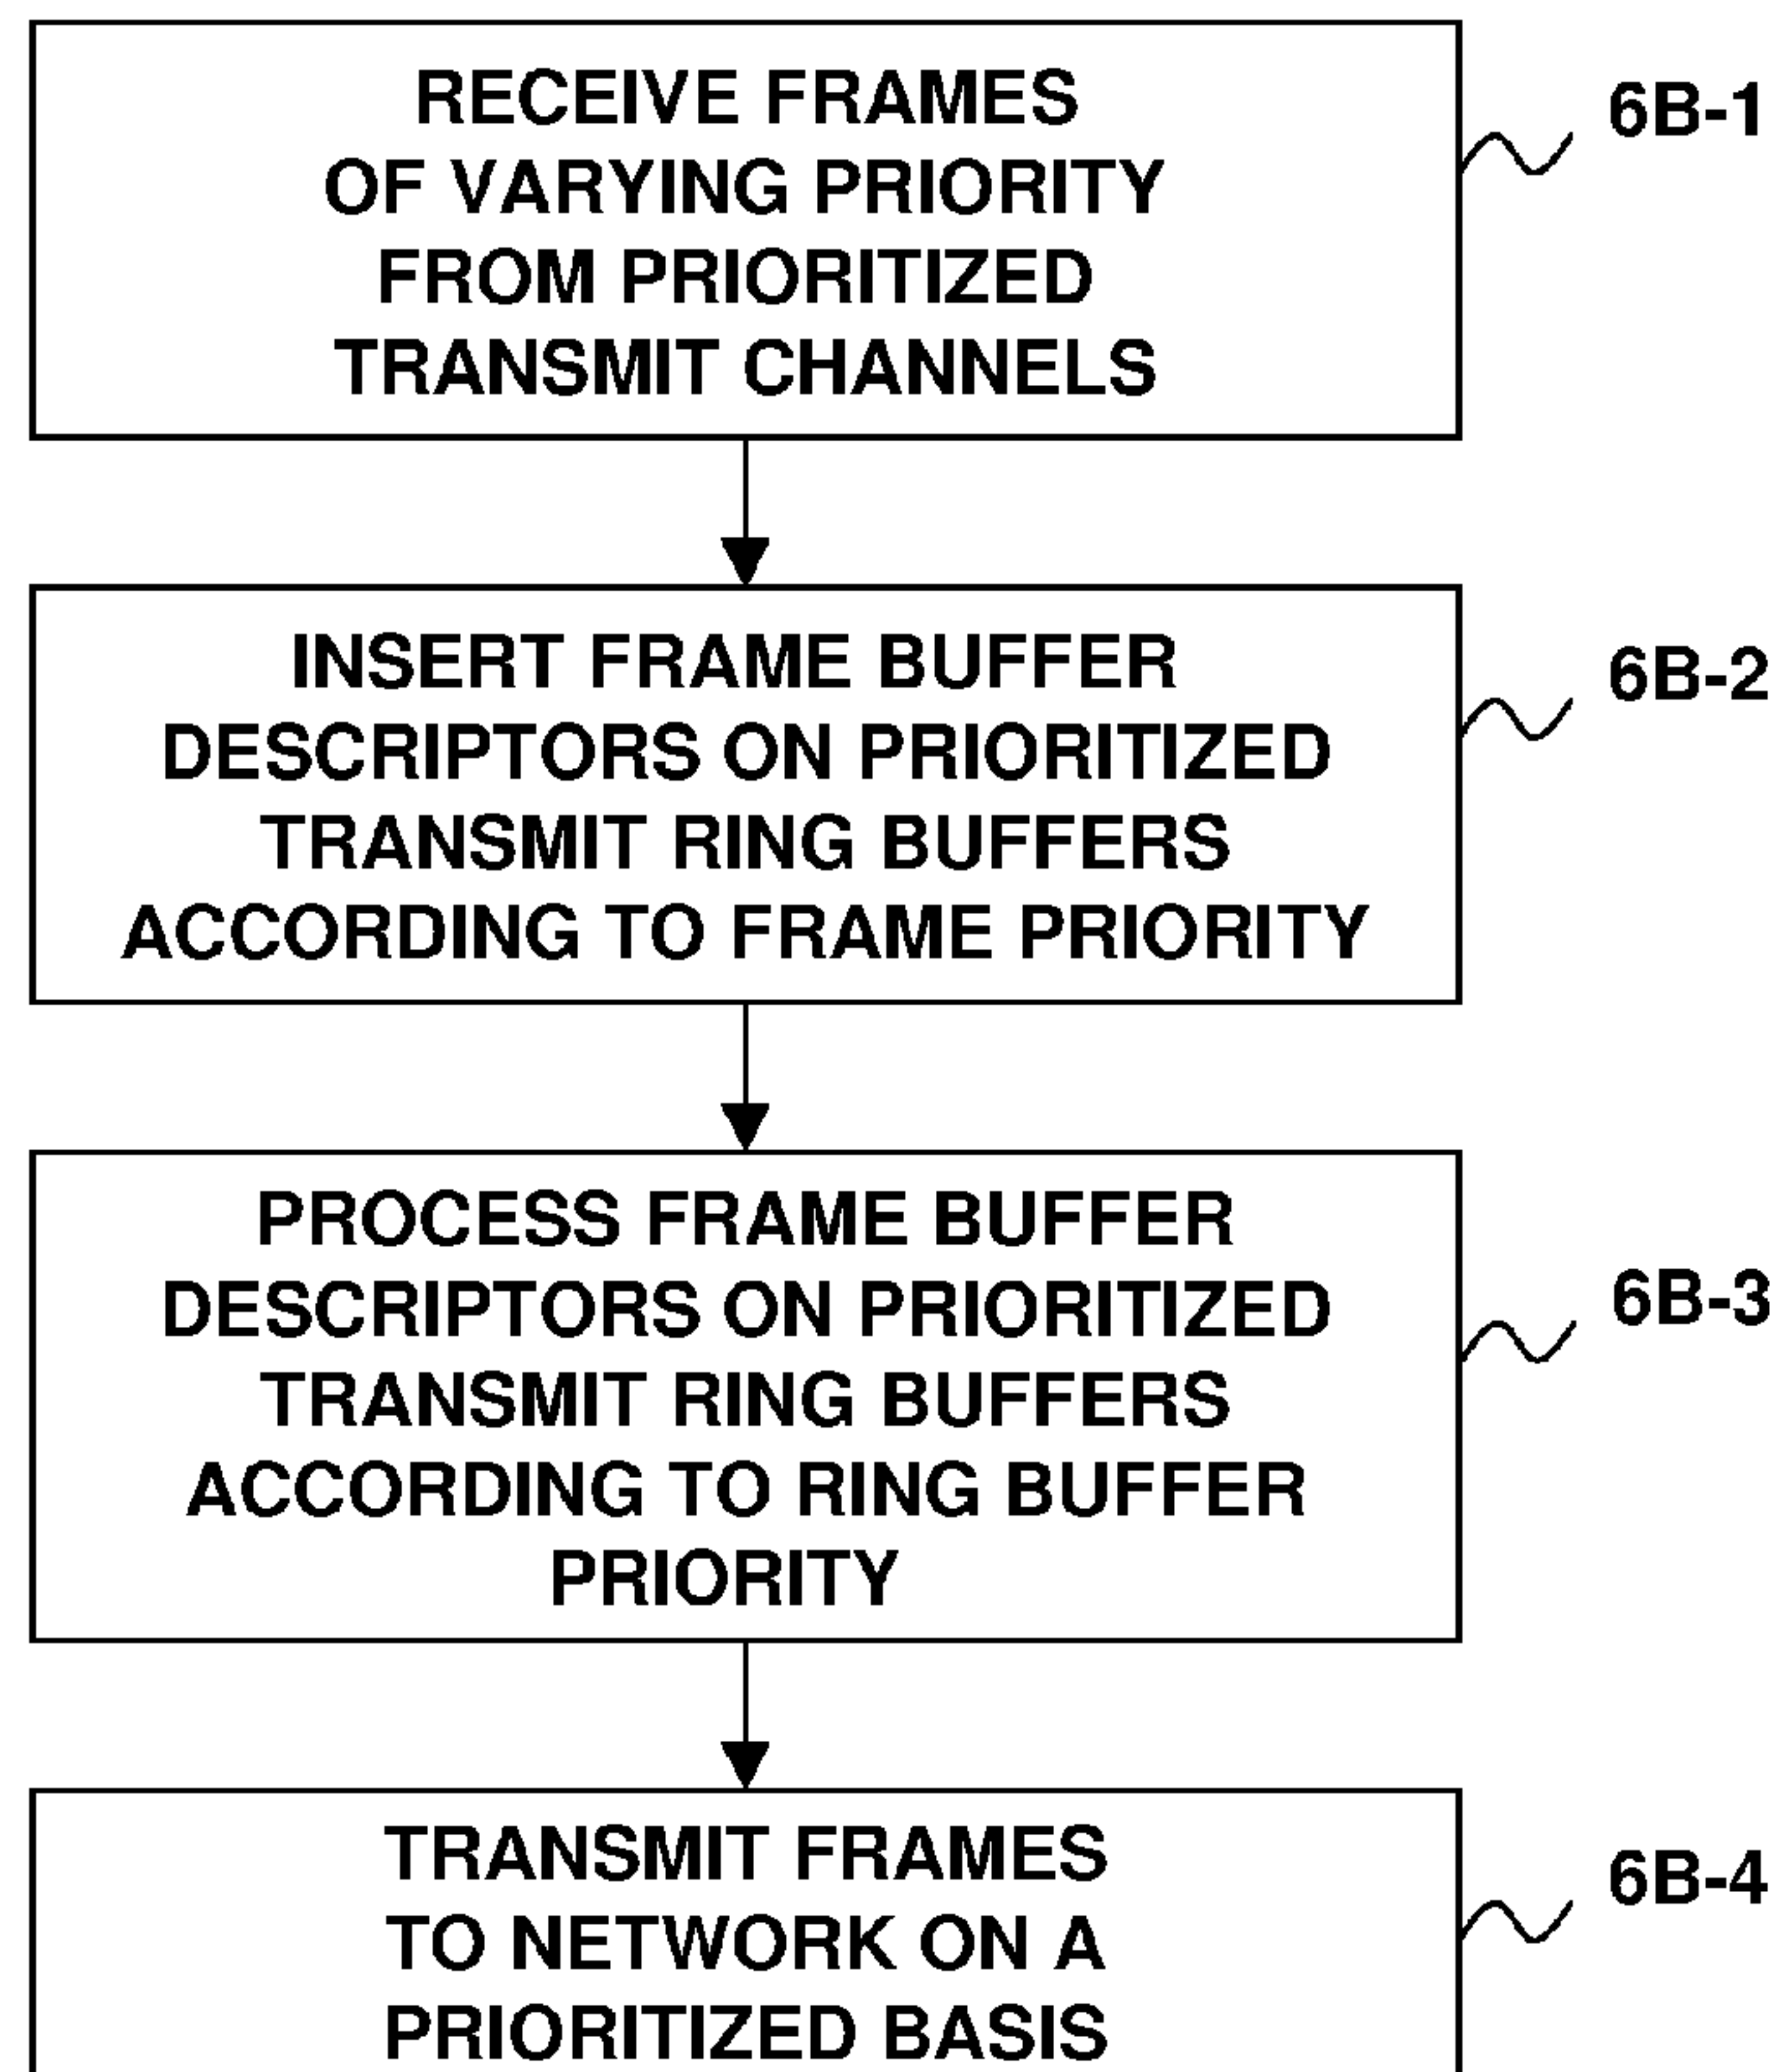 RECEIVE FRAMES
OF VARYING PRIORITY
FROM PRIORITIZED
TRANSMIT CHANNELS
6B-1
INSERT FRAME BUFFER
DESCRIPTORS ON PRIORITIZED
TRANSMIT RING BUFFERS
ACCORDING TO FRAME PRIORITY
6B-2
PROCESS FRAME BUFFER
DESCRIPTORS ON PRIORITIZED
TRANSMIT RING BUFFERS
ACCORDING TO RING BUFFER
PRIORITY
6B-3
TRANSMIT FRAMES
TO NETWORK ON A
PRIORITIZED BASIS
6B-4